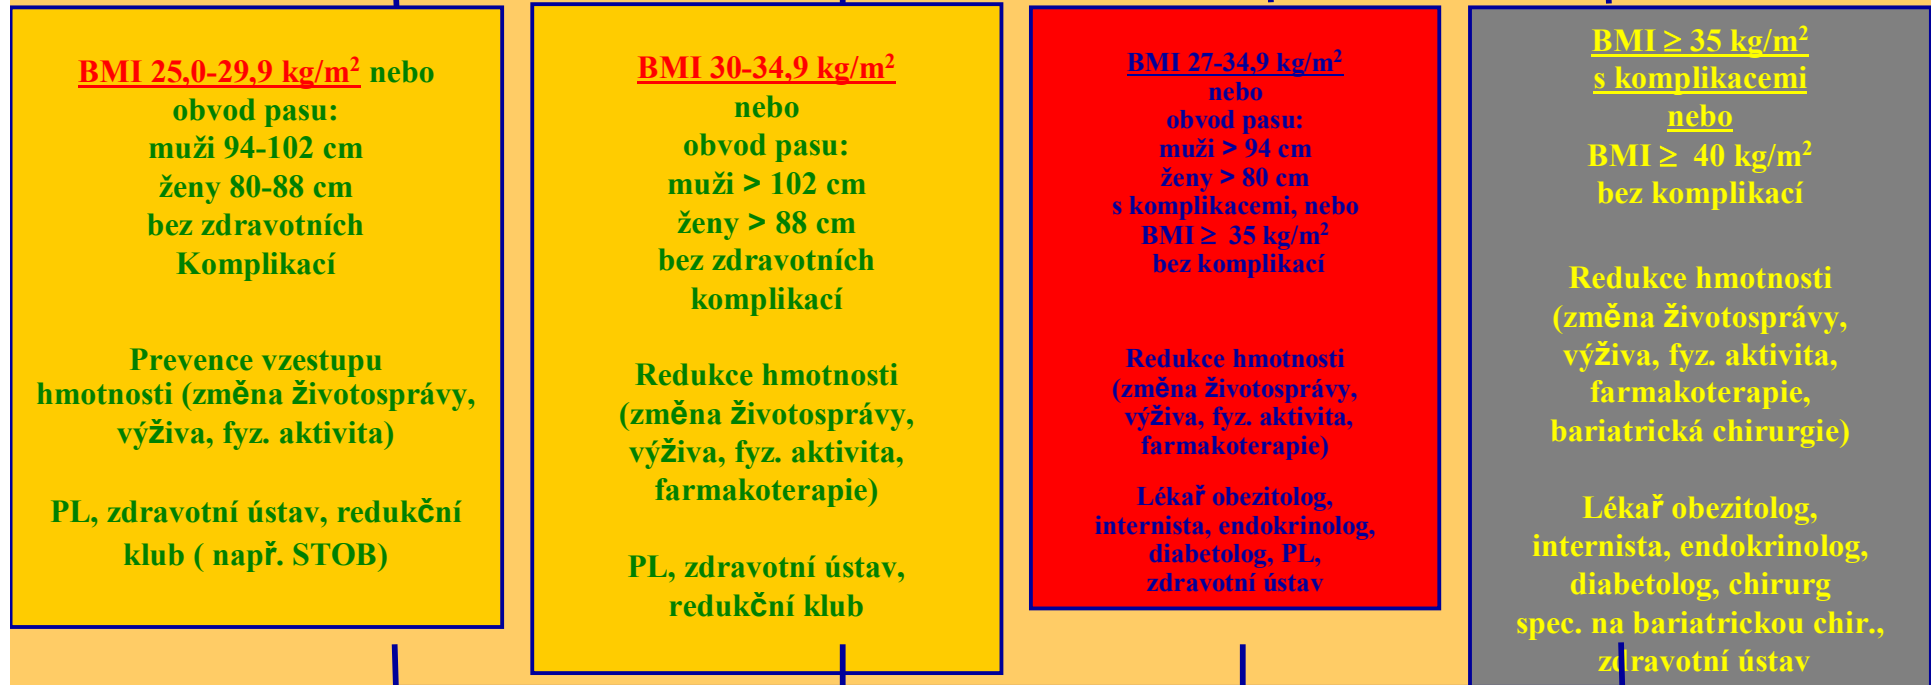 BMI 25,0-29,9 kg/m² nebo
obvod pasu:
muži 94-102 cm
ženy 80-88 cm
bez zdravotních
Komplikací
Prevence vzestupu
hmotnosti (změna životosprávy,
výživa, fyz. aktivita)
PL, zdravotní ústav, redukční
klub ( např. STOB)
BMI 30-34,9 kg/m²
nebo
obvod pasu:
muži > 102 cm
ženy > 88 cm
bez zdravotních
komplikací
Redukce hmotnosti
(změna životosprávy,
výživa, fyz. aktivita,
farmakoterapie)
PL, zdravotní ústav,
redukční klub
BMI 27-34,9 kg/m²
nebo
obvod pasu:
muži > 94 cm
ženy > 80 cm
s komplikacemi, nebo
BMI ≥ 35 kg/m²
bez komplikací
Redukce hmotnosti
(změna životosprávy,
výživa, fyz. aktivita,
farmakoterapie)
Lékař obezitolog,
internista, endokrinolog,
diabetolog, PL,
zdravotní ústav
BMI ≥ 35 kg/m²
s komplikacemi
nebo
BMI ≥ 40 kg/m²
bez komplikací
Redukce hmotnosti
(změna životosprávy,
výživa, fyz. aktivita,
farmakoterapie,
bariatrická chirurgie)
Lékař obezitolog,
internista, endokrinolog,
diabetolog, chirurg
spec. na bariatrickou chir.,
zdravotní ústav